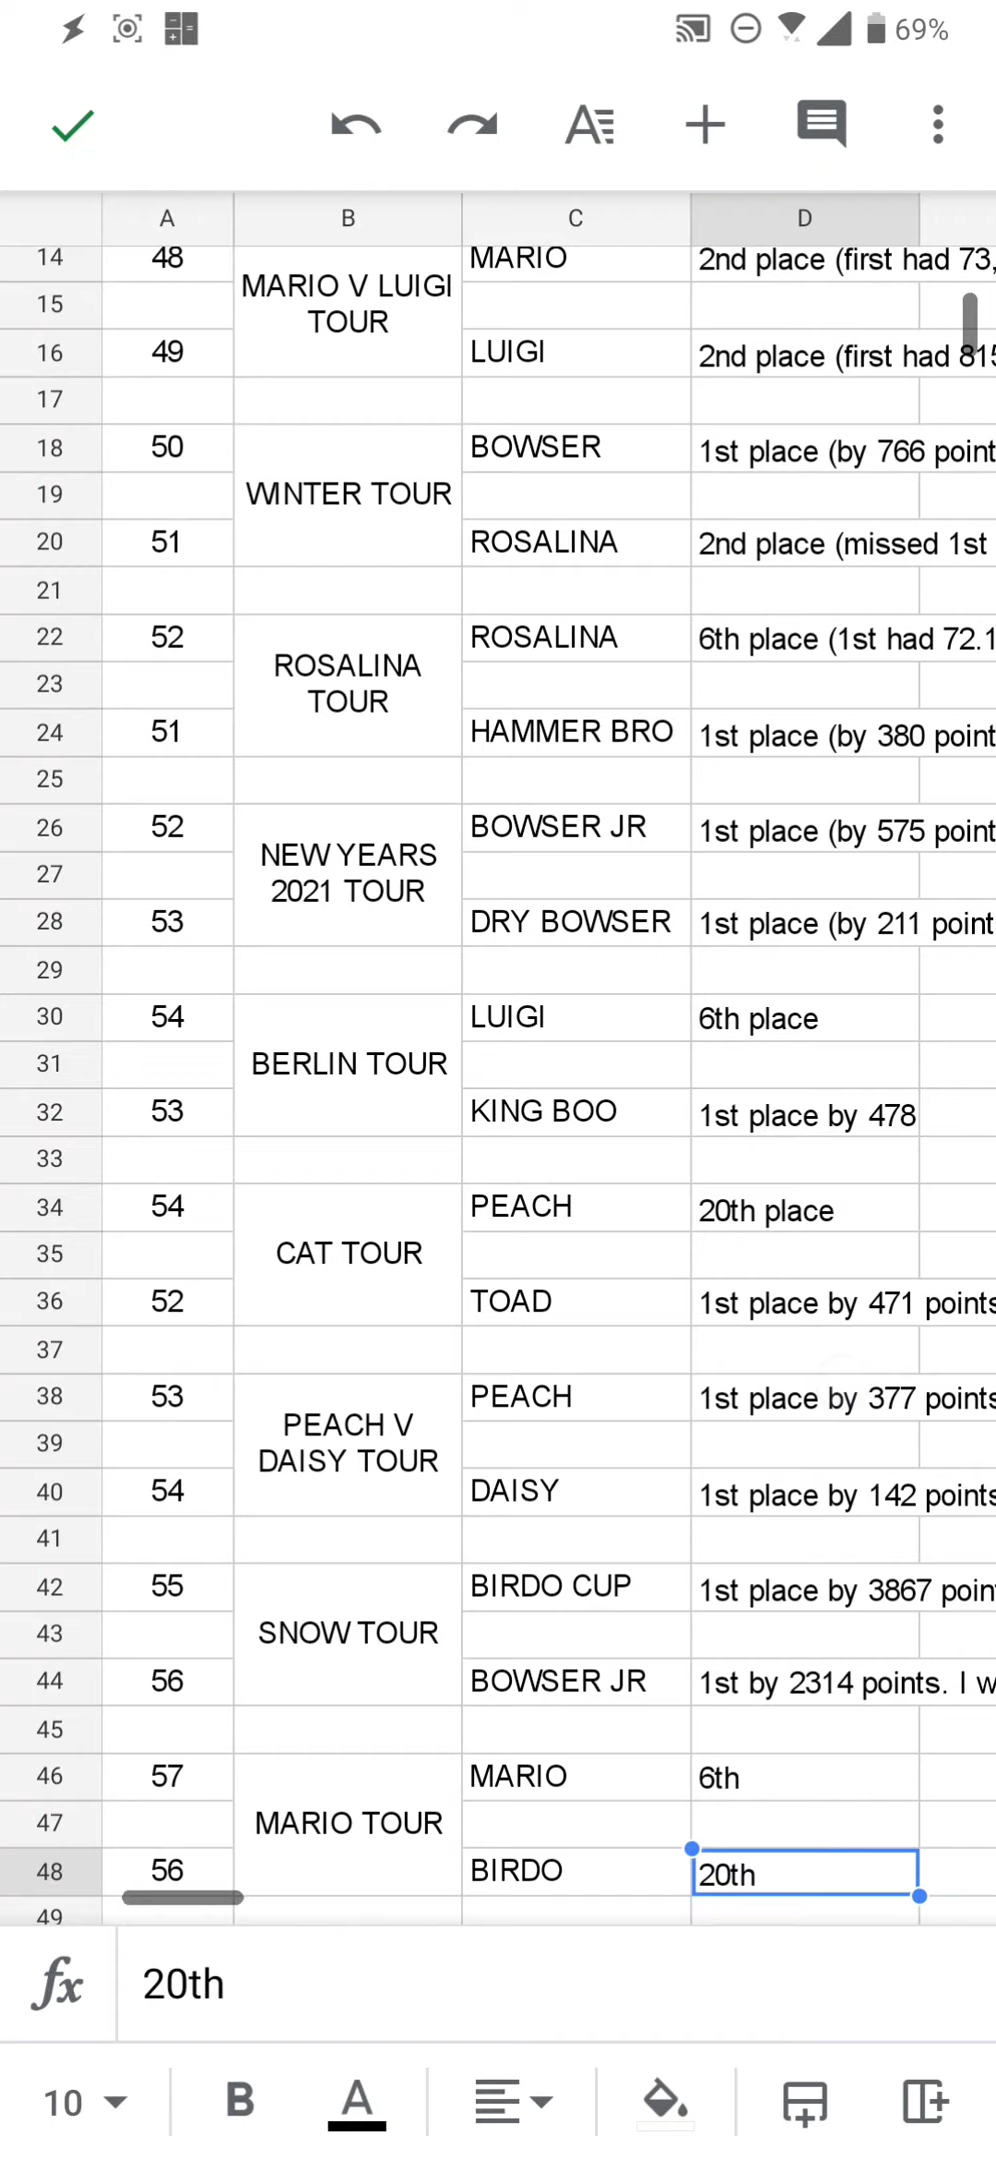 69%
A B C D
14 48 MARIO 2nd place (first had 73,
MARIO V LUIGI
15
TOUR
16 49 LUIGI 2nd place (first had 815
17
18 50 BOWSER 1st place (by 766 point
19 WINTER TOUR
20 51 ROSALINA 2nd place (missed 1st
21
22 52 ROSALINA 6th place (1st had 72.1
ROSALINA
23
TOUR
24 51 HAMMER BRO 1st place (by 380 point
25
26 52 BOWSER JR 1st place (by 575 point
NEW YEARS
27
2021 TOUR
28 53 DRY BOWSER 1st place (by 211 point
29
30 54 LUIGI 6th place
31 BERLIN TOUR
32 53 KING BOO 1st place by 478
33
34 54 PEACH 20th place
35 CAT TOUR
36 52 TOAD 1st place by 471 points
37
38 53 PEACH 1st place by 377 points
PEACH V
39
DAISY TOUR
40 54 DAISY 1st place by 142 points
41
42 55 BIRDO CUP 1st place by 3867 poin
43 SNOW TOUR
44 56 BOWSER JR 1st by 2314 points. I w
45
46 57 MARIO 6th
47 MARIO TOUR
48 56 BIRDO 20th
49
fx 20th
10 B A